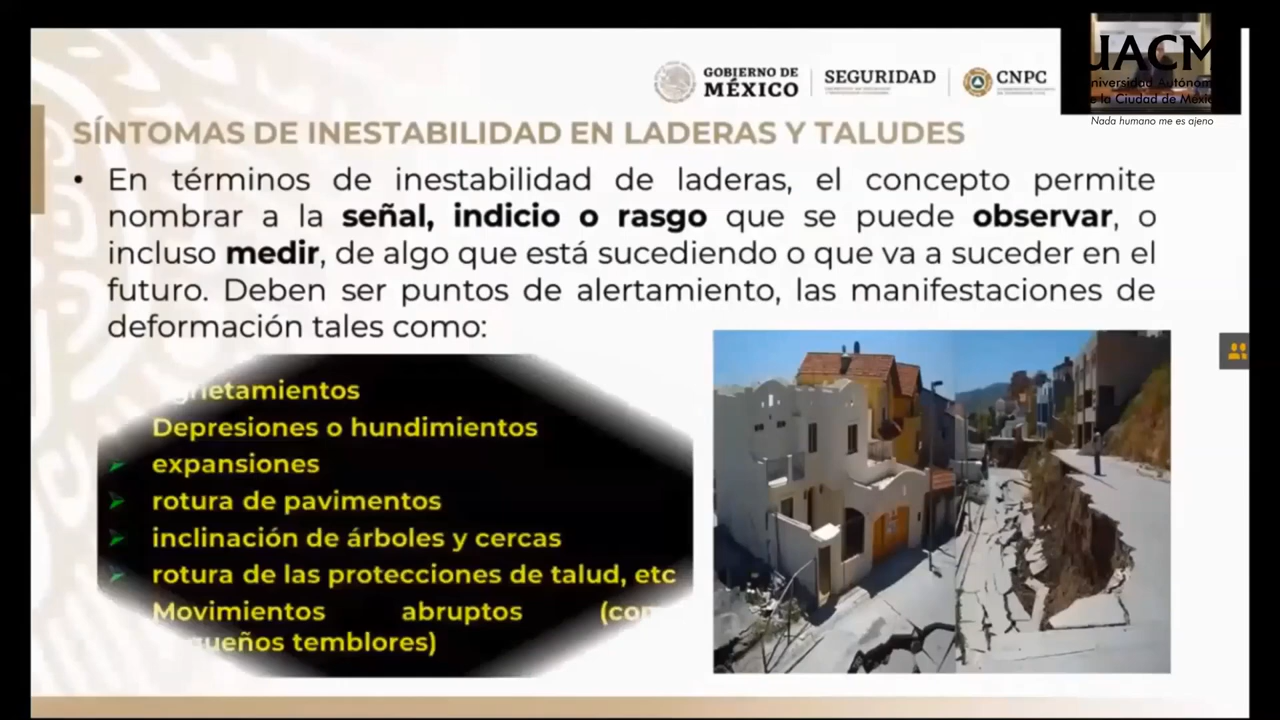 GOBIERNO DE
MÉXICO
SEGURIDAD
CNPC
UACM
Universidad Autónoma
de la Ciudad de México
Nada humano me es ajeno
SÍNTOMAS DE INESTABILIDAD EN LADERAS Y TALUDES
• En términos de inestabilidad de laderas, el concepto permite
nombrar a la señal, indicio o rasgo que se puede observar, o
incluso medir, de algo que está sucediendo o que va a suceder en el
futuro. Deben ser puntos de alertamiento, las manifestaciones de
deformación tales como:
Agrietamientos
Depresiones o hundimientos
expansiones
rotura de pavimentos
inclinación de árboles y cercas
rotura de las protecciones de talud, etc
Movimientos abruptos (como
pequeños temblores)